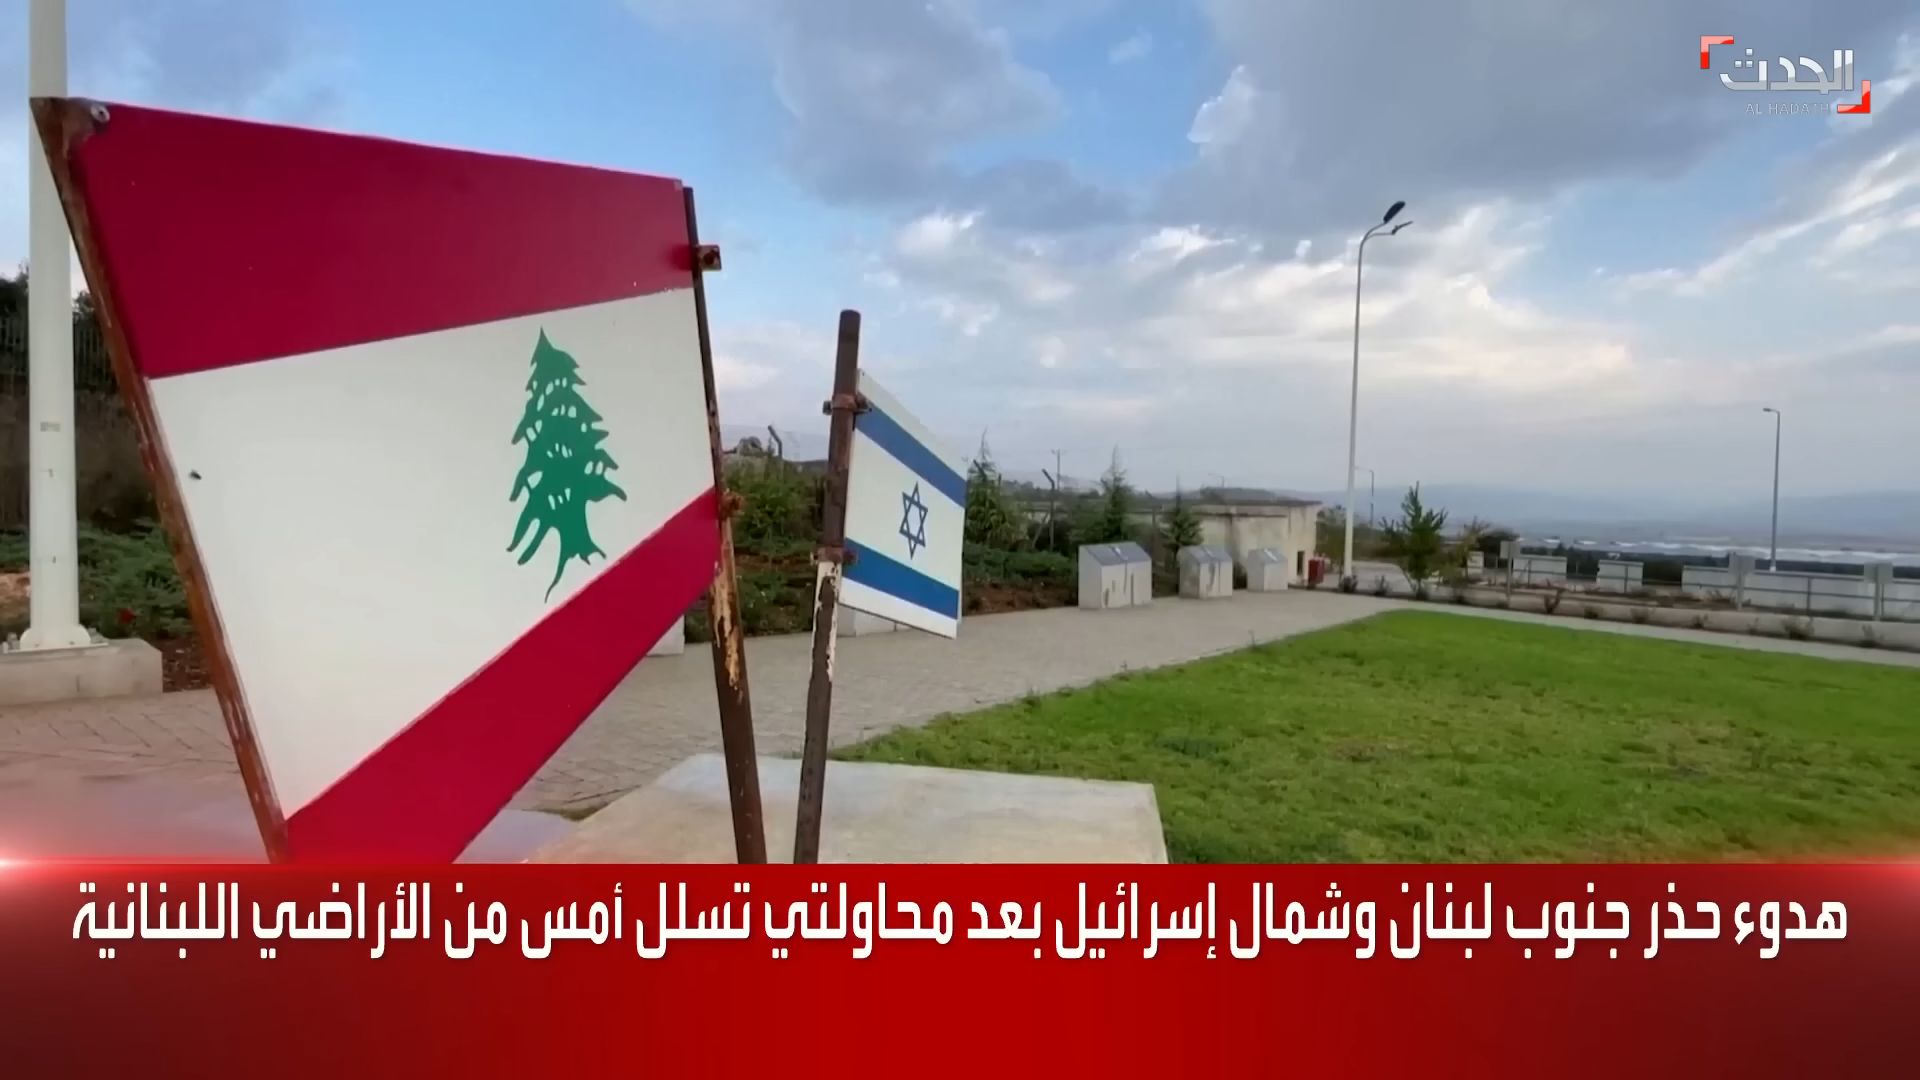 الحدث
AL HADATH
هدوء حذر جنوب لبنان وشمال إسرائيل بعد محاولتي تسلل أمس من الأراضي اللبنانية